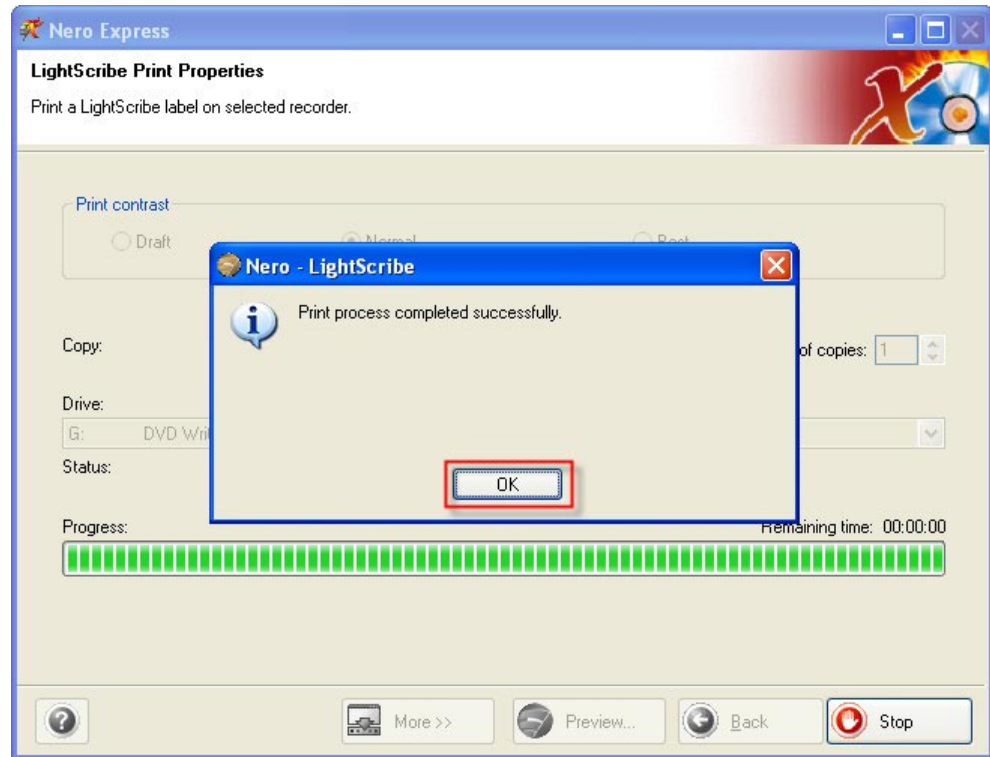 Nero Express
LightScribe Print Properties
Print a LightScribe label on selected recorder.
Print contrast
Draft
Nero - LightScribe
Print process completed successfully.
Copy:
of copies: 1
Drive:
G: DVD Writ
Status:
OK
Progress:
Remaining time: 00:00:00
More >>
Preview...
Back
Stop